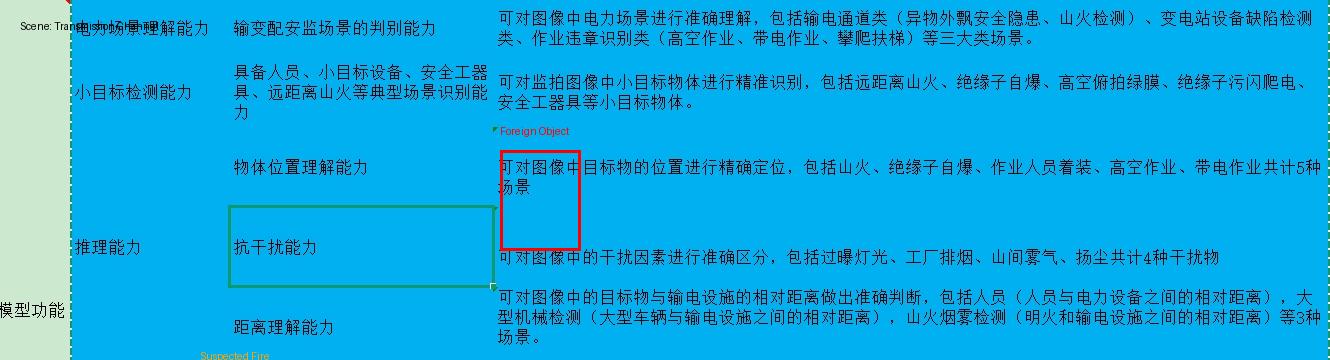 Scene: Transmission Channel
电力场景理解能力
输变配安监场景的判别能力
可对图像中电力场景进行准确理解，包括输电通道类（异物外飘安全隐患、山火检测）、变电站设备缺陷检测
类、作业违章识别类（高空作业、带电作业、攀爬扶梯）等三大类场景。
小目标检测能力
具备人员、小目标设备、安全工器
具、远距离山火等典型场景识别能
力
可对监拍图像中小目标物体进行精准识别，包括远距离山火、绝缘子自爆、高空俯拍绿膜、绝缘子污闪爬电、
安全工器具等小目标物体。
Foreign Object
物体位置理解能力
可对图像中目标物的位置进行精确定位，包括山火、绝缘子自爆、作业人员着装、高空作业、带电作业共计5种
场景
推理能力
抗干扰能力
可对图像中的干扰因素进行准确区分，包括过曝灯光、工厂排烟、山间雾气、扬尘共计4种干扰物
模型功能
距离理解能力
可对图像中的目标物与输电设施的相对距离做出准确判断，包括人员（人员与电力设备之间的相对距离），大
型机械检测（大型车辆与输电设施之间的相对距离），山火烟雾检测（明火和输电设施之间的相对距离）等3种
场景。
Suspected Fire